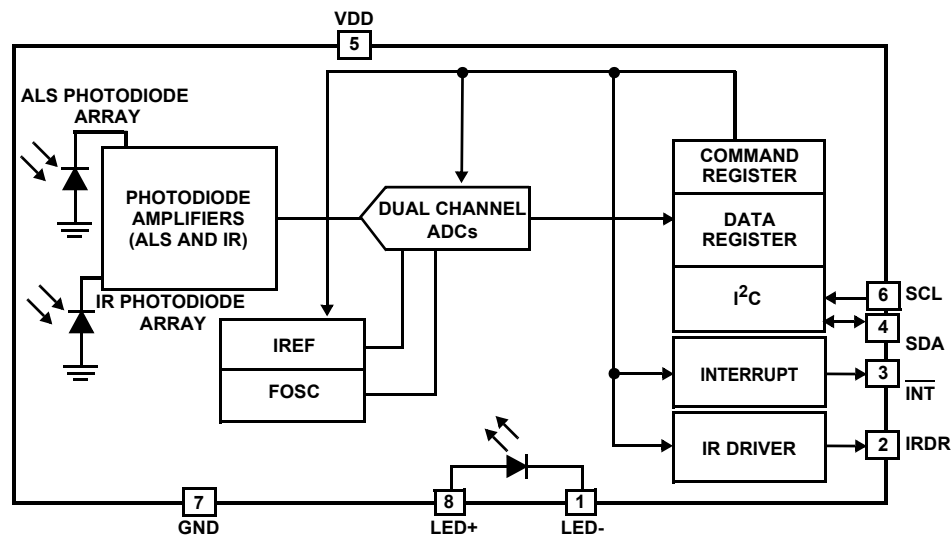 VDD
5
ALS PHOTODIODE
ARRAY
PHOTODIODE
AMPLIFIERS
(ALS AND IR)
IR PHOTODIODE
ARRAY
DUAL CHANNEL
ADCs
IREF
FOSC
COMMAND
REGISTER
DATA
REGISTER
I²C
INTERRUPT
IR DRIVER
6 SCL
4
SDA
3
INT
2 IRDR
7
GND
8
LED+
1
LED-